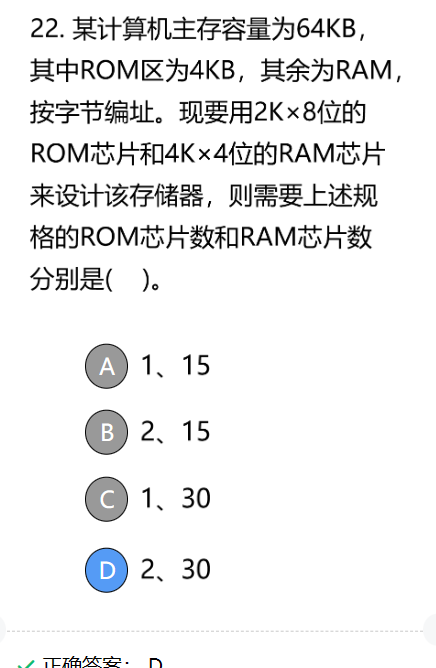 22. 某计算机主存容量为64KB，
其中ROM区为4KB，其余为RAM，
按字节编址。现要用2K×8位的
ROM芯片和4K×4位的RAM芯片
来设计该存储器，则需要上述规
格的ROM芯片数和RAM芯片数
分别是(　)。
A 1、15
B 2、15
C 1、30
D 2、30
正确答案： D